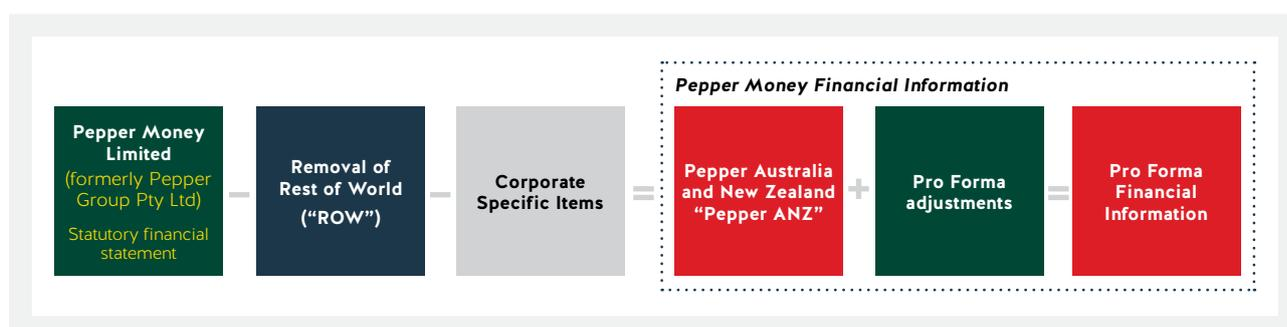 Pepper Money Financial Information
Pepper Money
Limited
(formerly Pepper
Group Pty Ltd)
Statutory financial
statement
–
Removal of
Rest of World
(“ROW”)
–
Corporate
Specific Items
=
Pepper Australia
and New Zealand
“Pepper ANZ”
+
Pro Forma
adjustments
=
Pro Forma
Financial
Information